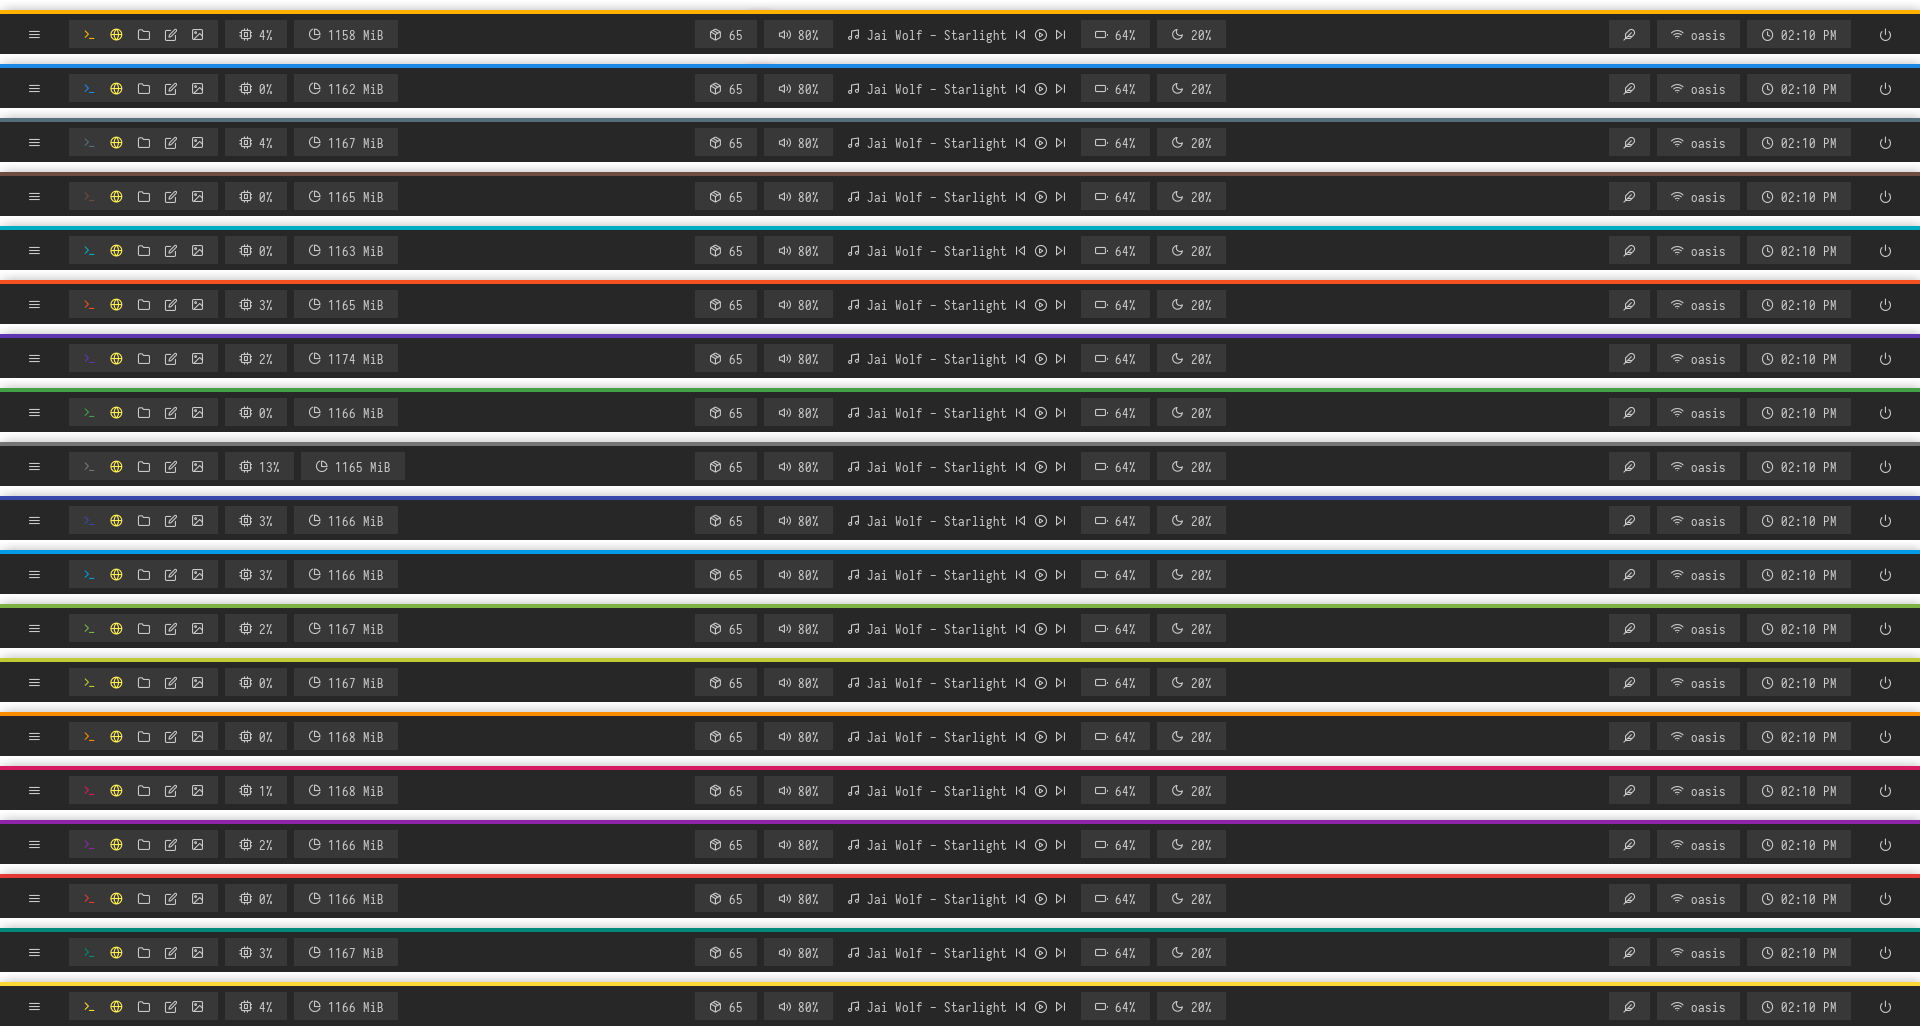 4% 1158 MiB 65 80% Jai Wolf - Starlight 64% 20% oasis 02:10 PM
0% 1162 MiB 65 80% Jai Wolf - Starlight 64% 20% oasis 02:10 PM
4% 1167 MiB 65 80% Jai Wolf - Starlight 64% 20% oasis 02:10 PM
0% 1165 MiB 65 80% Jai Wolf - Starlight 64% 20% oasis 02:10 PM
0% 1163 MiB 65 80% Jai Wolf - Starlight 64% 20% oasis 02:10 PM
3% 1165 MiB 65 80% Jai Wolf - Starlight 64% 20% oasis 02:10 PM
2% 1174 MiB 65 80% Jai Wolf - Starlight 64% 20% oasis 02:10 PM
0% 1166 MiB 65 80% Jai Wolf - Starlight 64% 20% oasis 02:10 PM
13% 1165 MiB 65 80% Jai Wolf - Starlight 64% 20% oasis 02:10 PM
3% 1166 MiB 65 80% Jai Wolf - Starlight 64% 20% oasis 02:10 PM
3% 1166 MiB 65 80% Jai Wolf - Starlight 64% 20% oasis 02:10 PM
2% 1167 MiB 65 80% Jai Wolf - Starlight 64% 20% oasis 02:10 PM
0% 1167 MiB 65 80% Jai Wolf - Starlight 64% 20% oasis 02:10 PM
0% 1168 MiB 65 80% Jai Wolf - Starlight 64% 20% oasis 02:10 PM
1% 1168 MiB 65 80% Jai Wolf - Starlight 64% 20% oasis 02:10 PM
2% 1166 MiB 65 80% Jai Wolf - Starlight 64% 20% oasis 02:10 PM
0% 1166 MiB 65 80% Jai Wolf - Starlight 64% 20% oasis 02:10 PM
3% 1167 MiB 65 80% Jai Wolf - Starlight 64% 20% oasis 02:10 PM
4% 1166 MiB 65 80% Jai Wolf - Starlight 64% 20% oasis 02:10 PM